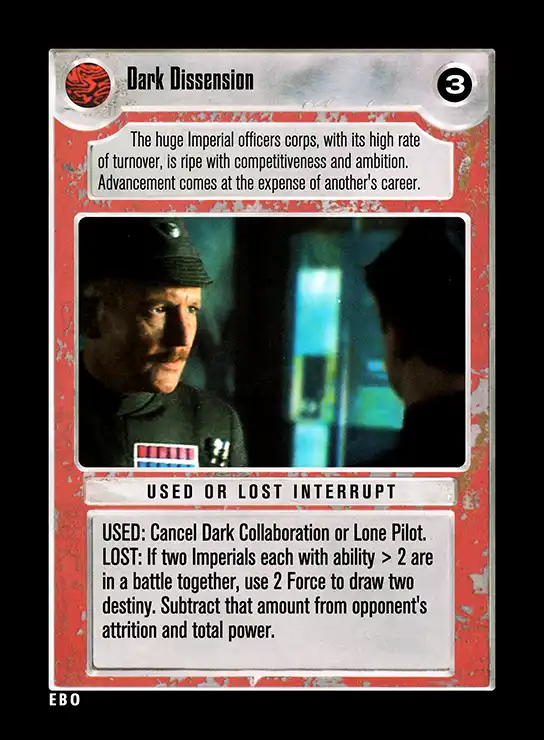 Dark Dissension
3
The huge Imperial officers corps, with its high rate
of turnover, is ripe with competitiveness and ambition.
Advancement comes at the expense of another's career.
USED OR LOST INTERRUPT
USED: Cancel Dark Collaboration or Lone Pilot.
LOST: If two Imperials each with ability > 2 are
in a battle together, use 2 Force to draw two
destiny. Subtract that amount from opponent's
attrition and total power.
EBO